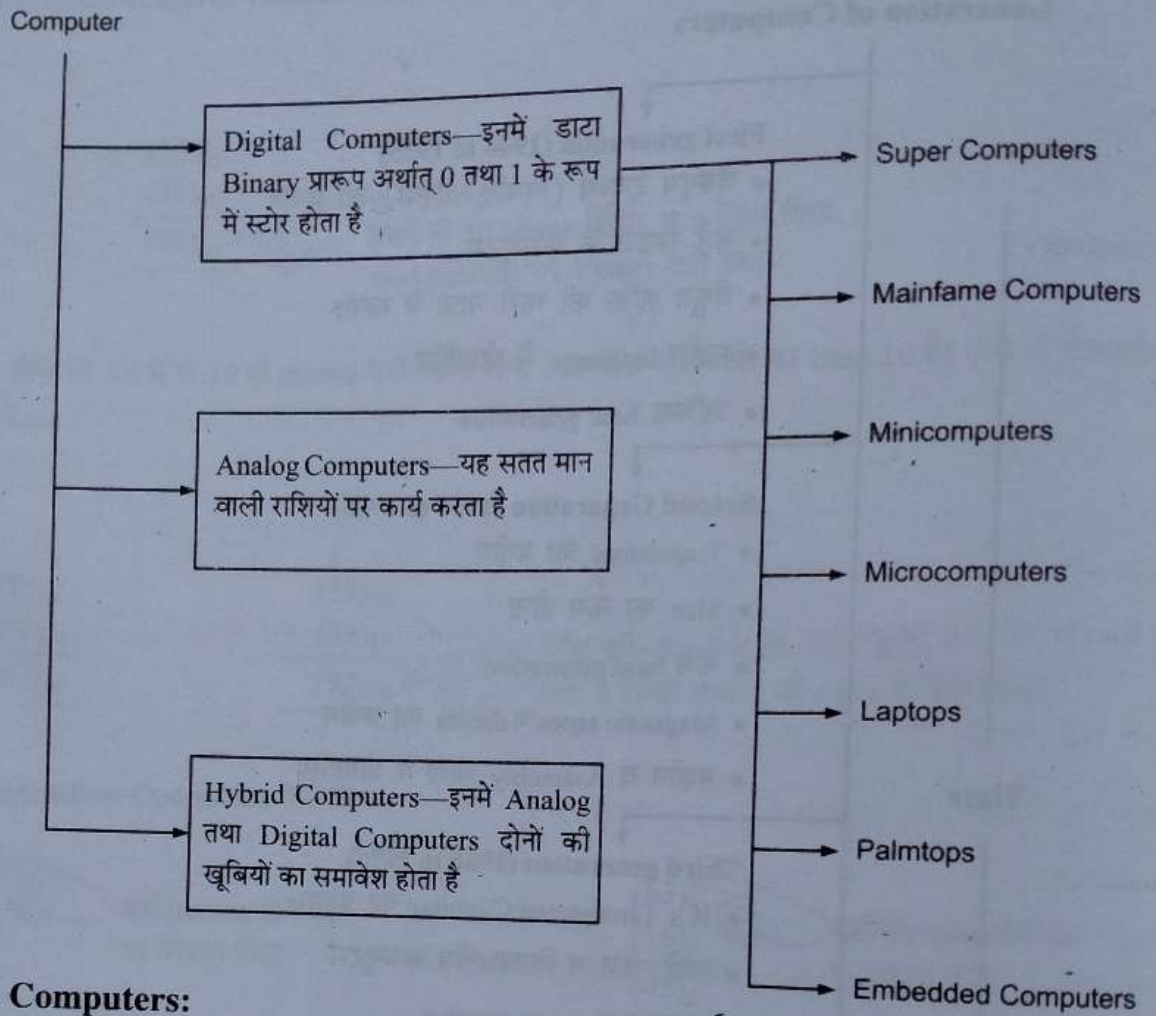 Computer
Digital Computers—इनमें डाटा
Binary प्रारूप अर्थात् 0 तथा 1 के रूप
में स्टोर होता है
Analog Computers—यह सतत मान
वाली राशियों पर कार्य करता है
Hybrid Computers—इनमें Analog
तथा Digital Computers दोनों की
खूबियों का समावेश होता है
Super Computers
Mainfame Computers
Minicomputers
Microcomputers
Laptops
Palmtops
Embedded Computers
Computers: